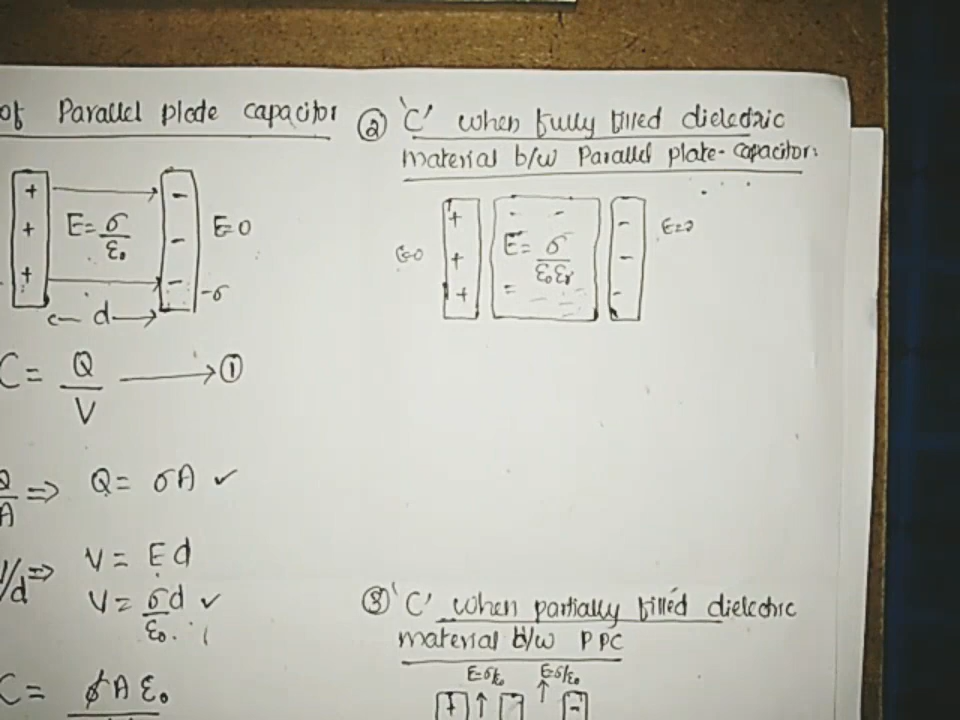 of Parallel plate capacitor
+ -
+ E= σ/ε₀ - E=0
+ - -σ
d
C= Q/V → ①
Q/A ⇒ Q= σA ✓
V/d ⇒ V= Ed
V= σd/ε₀ ✓
C= σAε₀
② 'C' when fully filled dielectric
material b/w Parallel plate-capacitor:
+ - - -
E=0 + E= σ/ε₀εᵣ - E=0
+ = - - -
③ 'C' when partially filled dielectric
material b/w PPC
E=σ/ε₀ E=σ/ε₀
+ ↑ ↑ -